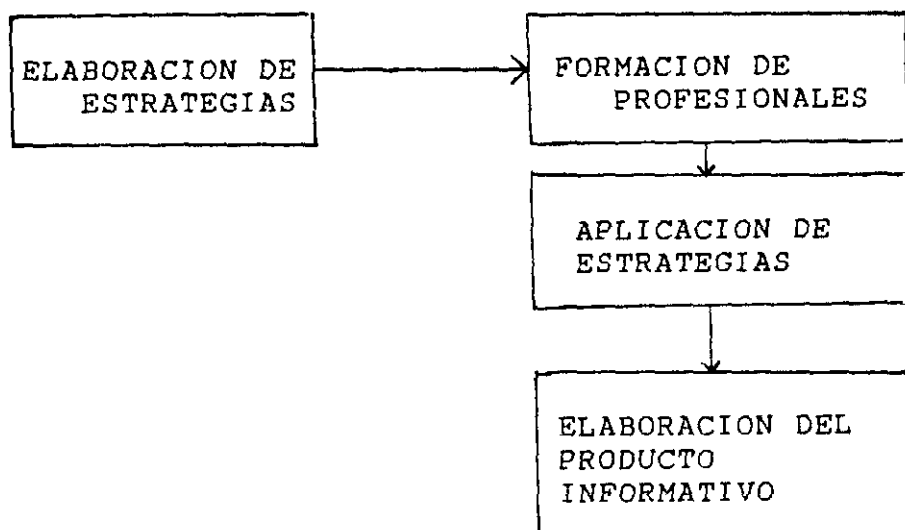 ELABORACION DE
ESTRATEGIAS
FORMACION DE
PROFESIONALES
APLICACION DE
ESTRATEGIAS
ELABORACION DEL
PRODUCTO
INFORMATIVO